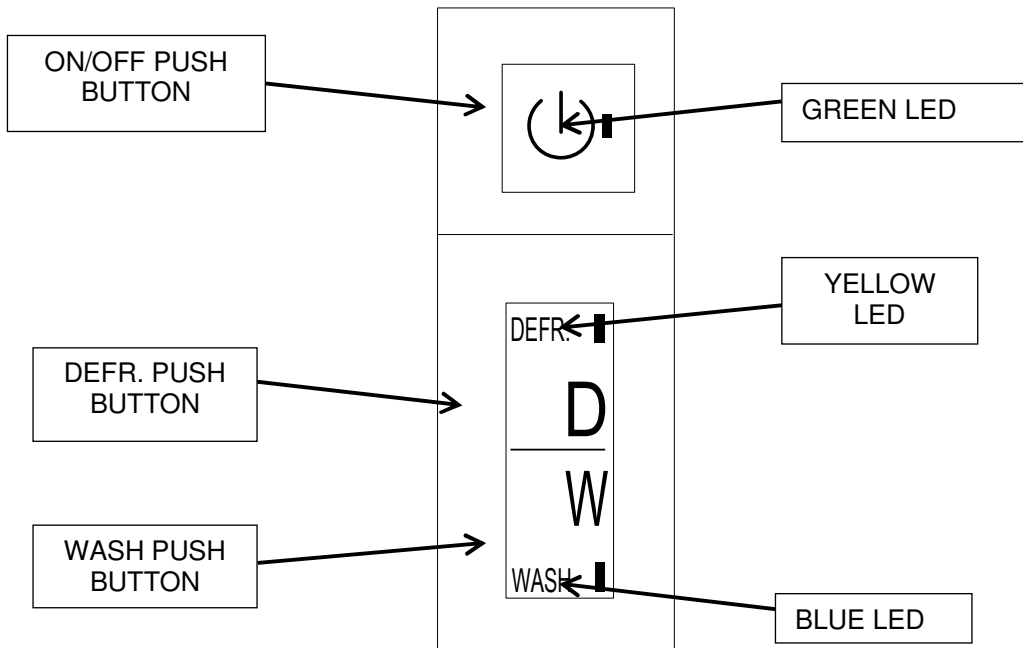 ON/OFF PUSH
BUTTON
GREEN LED
YELLOW
LED
DEFR.
DEFR. PUSH
BUTTON
D
W
WASH PUSH
BUTTON
WASH
BLUE LED